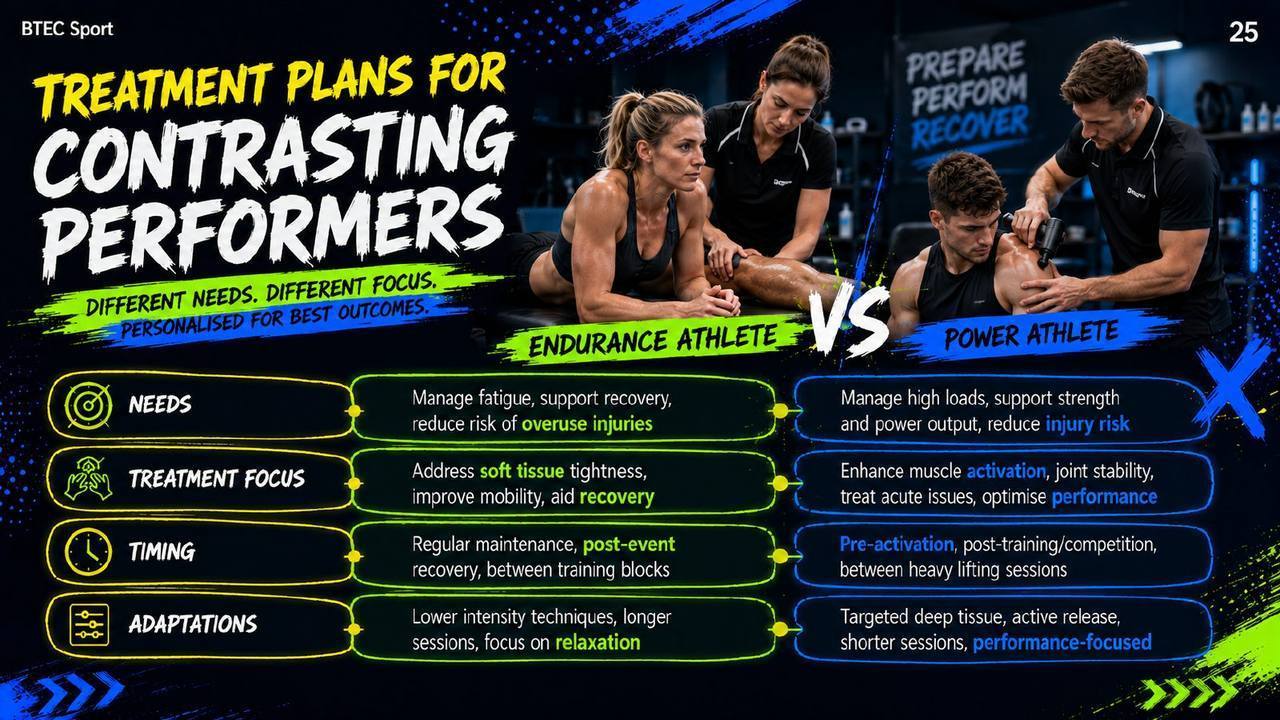 BTEC Sport
25
TREATMENT PLANS FOR
CONTRASTING
PERFORMERS
DIFFERENT NEEDS. DIFFERENT FOCUS.
PERSONALISED FOR BEST OUTCOMES.
PREPARE
PERFORM
RECOVER
ENDURANCE ATHLETE
VS
POWER ATHLETE
NEEDS
Manage fatigue, support recovery,
reduce risk of overuse injuries
Manage high loads, support strength
and power output, reduce injury risk
TREATMENT FOCUS
Address soft tissue tightness,
improve mobility, aid recovery
Enhance muscle activation, joint stability,
treat acute issues, optimise performance
TIMING
Regular maintenance, post-event
recovery, between training blocks
Pre-activation, post-training/competition,
between heavy lifting sessions
ADAPTATIONS
Lower intensity techniques, longer
sessions, focus on relaxation
Targeted deep tissue, active release,
shorter sessions, performance-focused